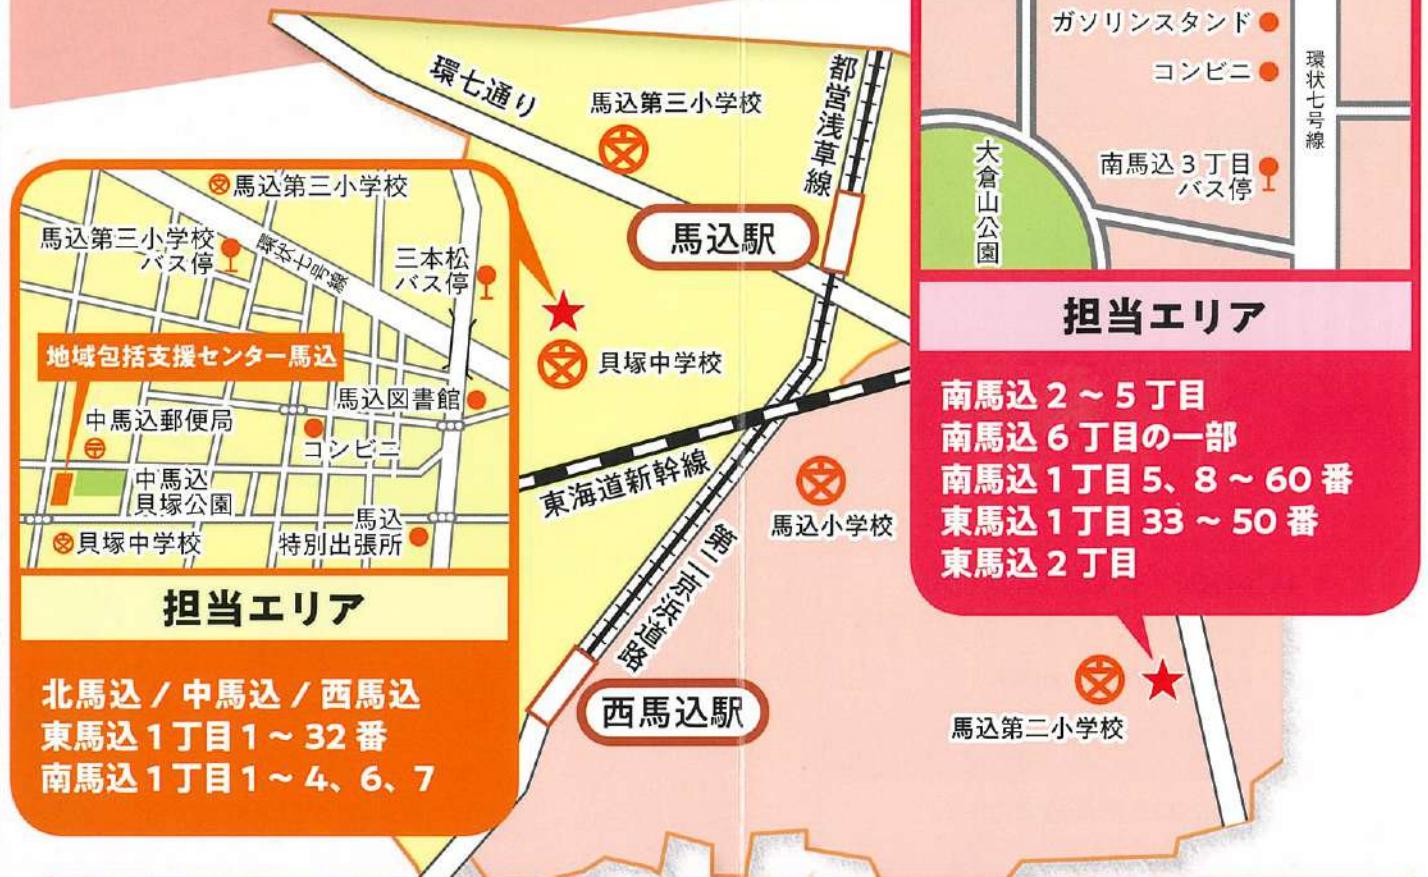 環七通り
馬込第三小学校
都営浅草線
馬込駅
貝塚中学校
東海道新幹線
馬込小学校
第二京浜道路
西馬込駅
馬込第二小学校
馬込第三小学校
馬込第三小学校
バス停
環状七号線
三本松
バス停
地域包括支援センター馬込
馬込図書館
中馬込郵便局
コンビニ
中馬込
貝塚公園
馬込
特別出張所
貝塚中学校
担当エリア
北馬込 / 中馬込 / 西馬込
東馬込1丁目1~32番
南馬込1丁目1~4、6、7
ガソリンスタンド
コンビニ
環状七号線
南馬込3丁目
バス停
大倉山公園
担当エリア
南馬込2~5丁目
南馬込6丁目の一部
南馬込1丁目5、8~60番
東馬込1丁目33~50番
東馬込2丁目